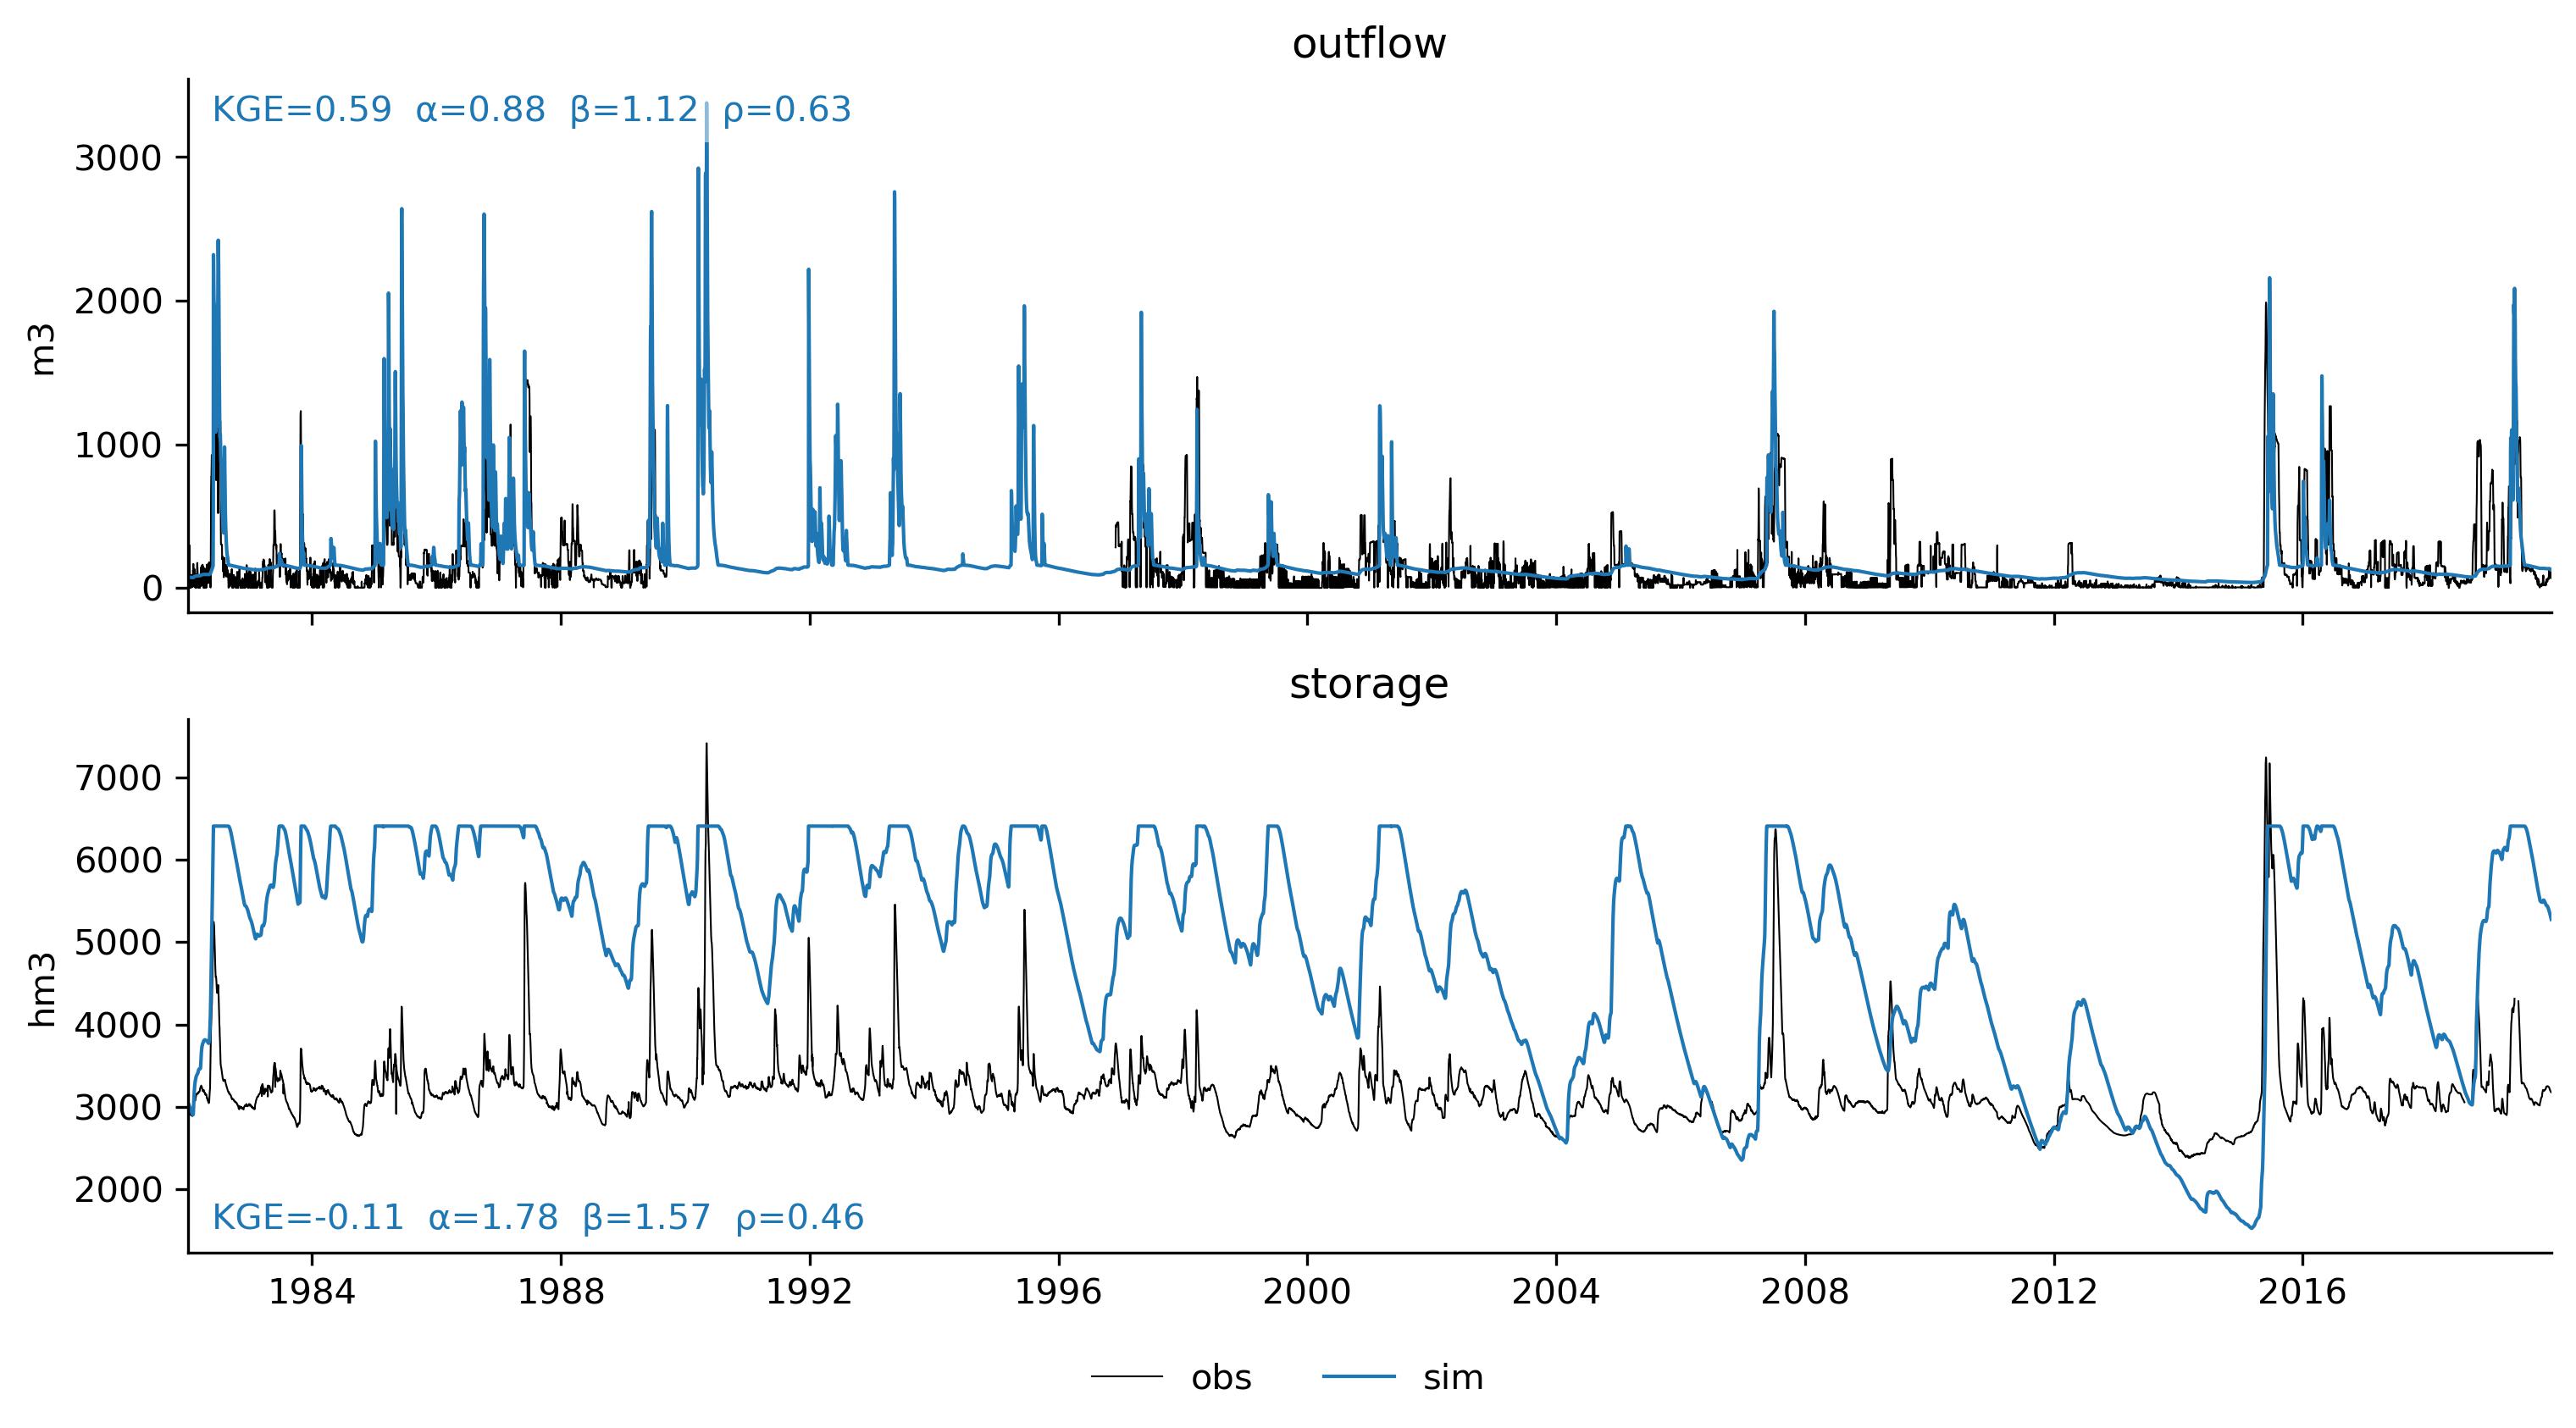 outflow
KGE=0.59 α=0.88 β=1.12 ρ=0.63
3000
2000
1000
0
m3
storage
7000
6000
5000
4000
3000
2000
hm3
KGE=-0.11 α=1.78 β=1.57 ρ=0.46
1984 1988 1992 1996 2000 2004 2008 2012 2016
obs sim